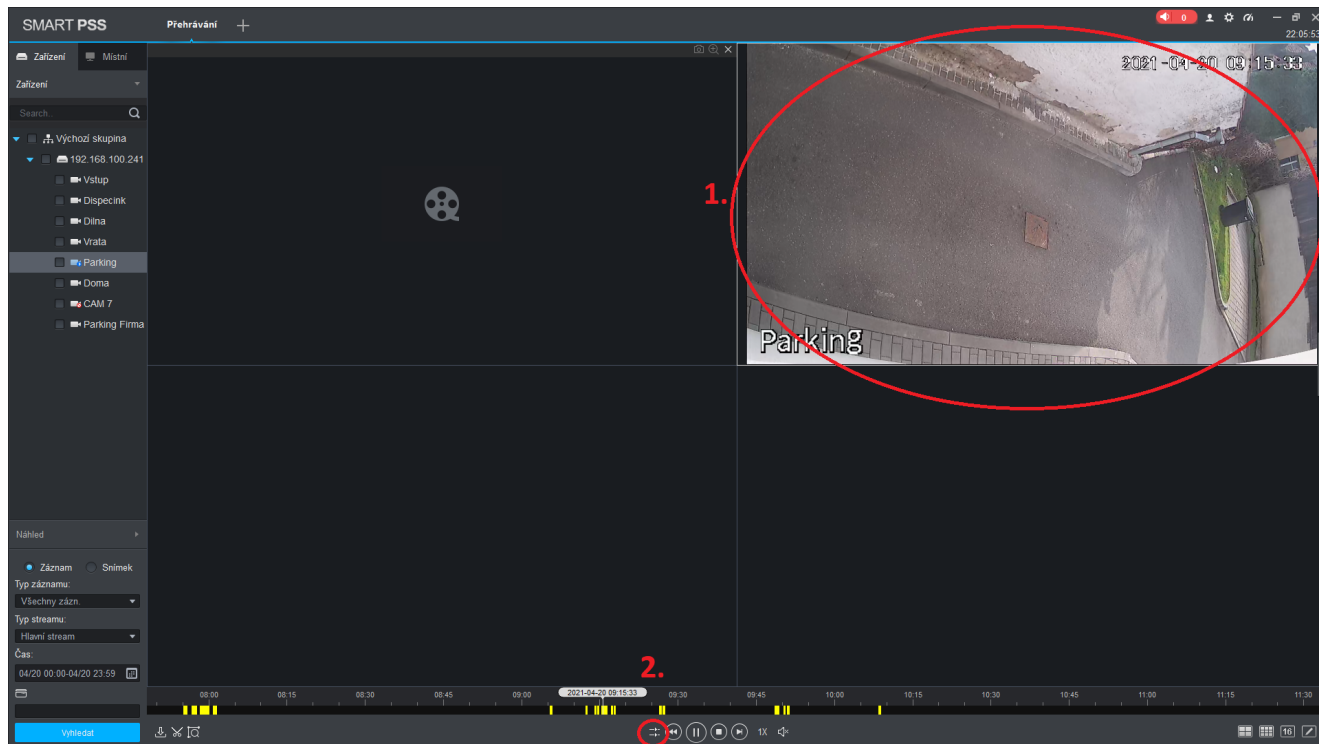 SMART PSS
Přehrávání
0
22:05:53
Zařízení
Místní
Zařízení
Search..
Výchozí skupina
192.168.100.241
Vstup
Dispecink
Dilna
Vrata
Parking
Doma
CAM 7
Parking Firma
1.
2021-04-20 09:15:33
Parking
Náhled
Záznam
Snímek
Typ záznamu:
Všechny zázn.
Typ streamu:
Hlavní stream
Čas:
04/20 00:00-04/20 23:59
Vyhledat
2.
08:00 08:15 08:30 08:45 09:00 2021-04-20 09:15:33 09:30 09:45 10:00 10:15 10:30 10:45 11:00 11:15 11:30
1X
16